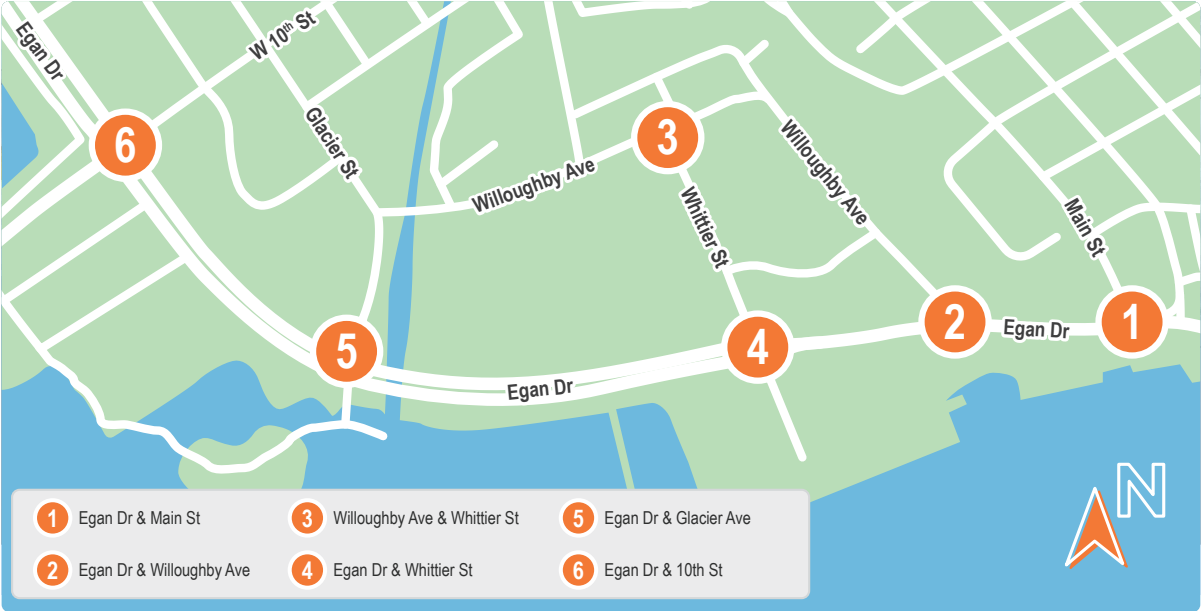 Egan Dr
W 10th St
Glacier St
6
3
Willoughby Ave
Willoughby Ave
Whittier St
Main St
5
4
2
Egan Dr
1
Egan Dr
N
1 Egan Dr & Main St
3 Willoughby Ave & Whittier St
5 Egan Dr & Glacier Ave
2 Egan Dr & Willoughby Ave
4 Egan Dr & Whittier St
6 Egan Dr & 10th St